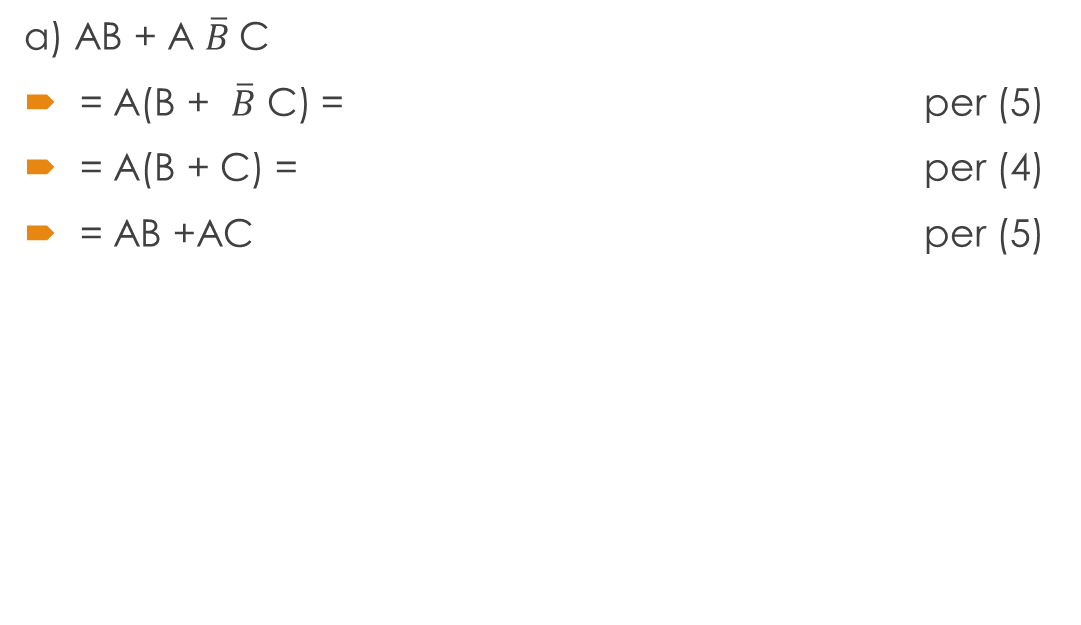 a) AB + A B̅ C
= A(B + B̅ C) = per (5)
= A(B + C) = per (4)
= AB +AC per (5)